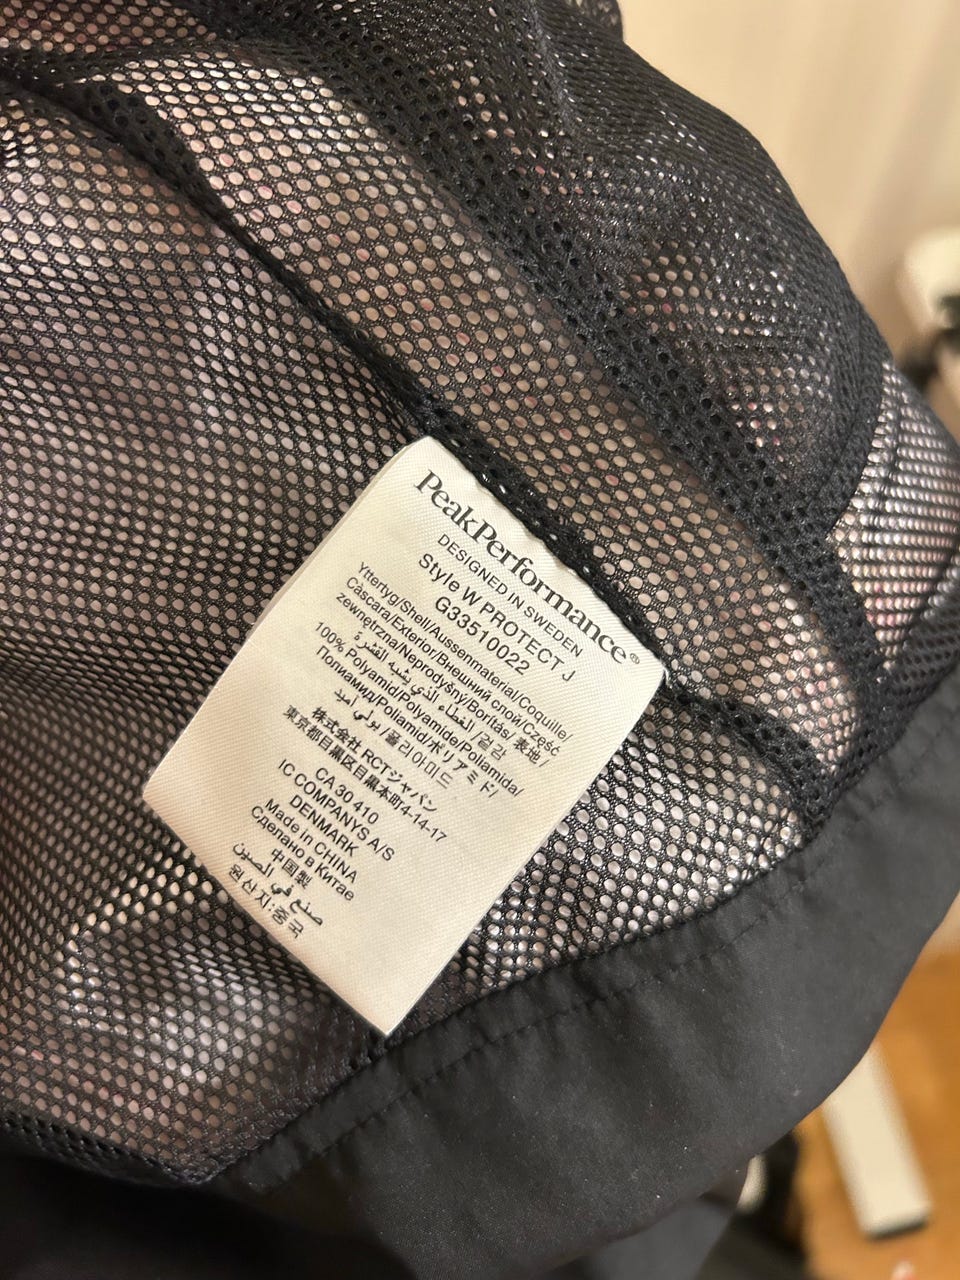 PeakPerformance®
DESIGNED IN SWEDEN
Style W PROTECT J
G33510022
Yttertyg/Shell/Aussenmaterial/Coquille/
Cáscara/Exterior/Внешний слой/Część
zewnętrzna/Neprodyšný/Borítás/表地/
겉감/ الغطاء الذي يشبه القشرة
100% Polyamid/Polyamide/Poliamida/
Полиамид/Poliamid/ポリアミド/
폴리아미드/بولي أميد
株式会社 RCTジャパン
東京都目黒区目黒本町4-14-17
CA 30 410
IC COMPANYS A/S
DENMARK
Made in CHINA
Сделано в Китае
中国製
صنع في الصين
원산지:중국